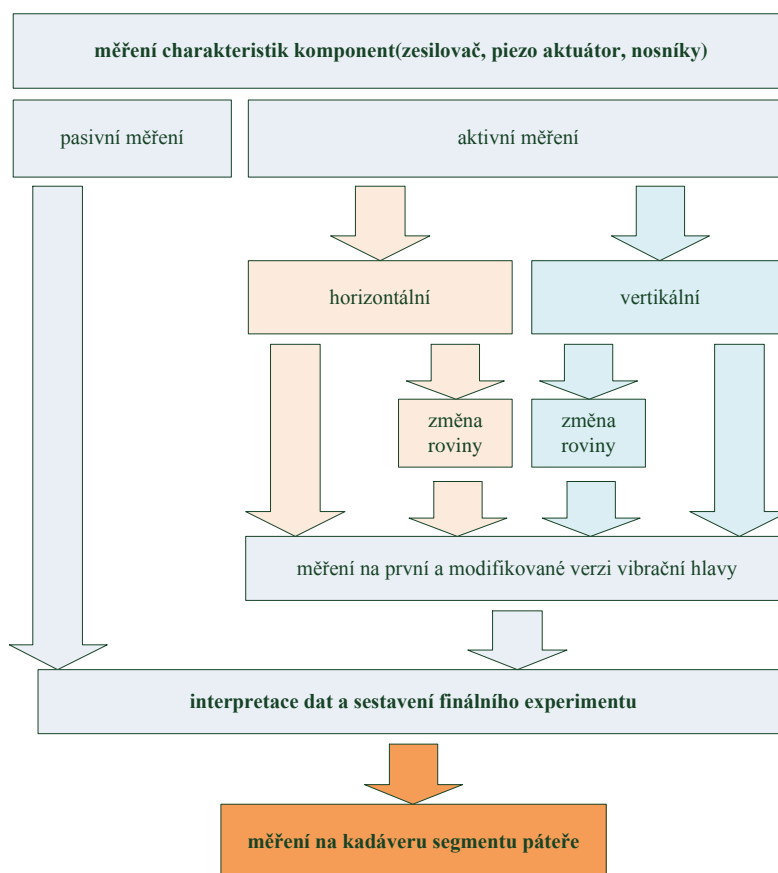 měření charakteristik komponent(zesilovač, piezo aktuátor, nosníky)
pasivní měření
aktivní měření
horizontální
vertikální
změna
roviny
změna
roviny
měření na první a modifikované verzi vibrační hlavy
interpretace dat a sestavení finálního experimentu
měření na kadáveru segmentu páteře